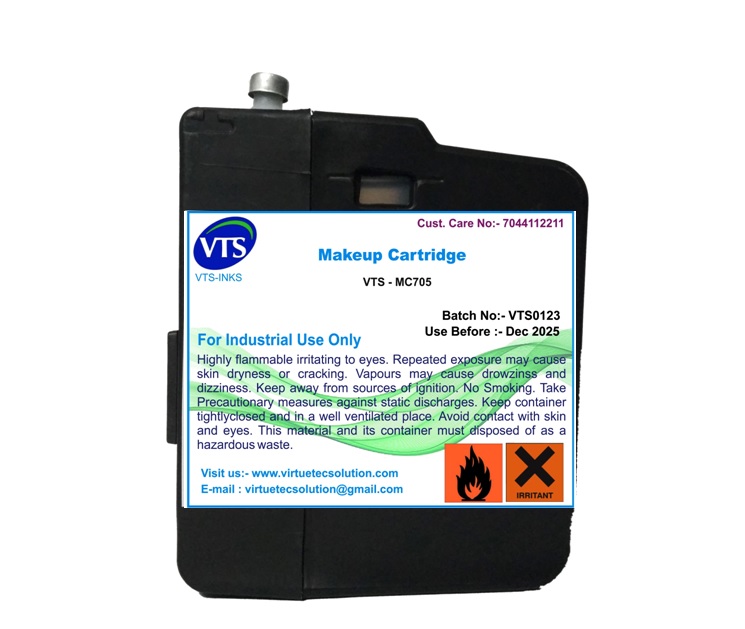 Cust. Care No:- 7044112211
VTS
VTS-INKS
Makeup Cartridge
VTS - MC705
Batch No:- VTS0123
Use Before :- Dec 2025
For Industrial Use Only
Highly flammable irritating to eyes. Repeated exposure may cause
skin dryness or cracking. Vapours may cause drowzinss and
dizziness. Keep away from sources of ignition. No Smoking. Take
Precautionary measures against static discharges. Keep container
tightlyclosed and in a well ventilated place. Avoid contact with skin
and eyes. This material and its container must disposed of as a
hazardous waste.
Visit us:- www.virtuetecsolution.com
E-mail : virtuetecsolution@gmail.com
IRRITANT